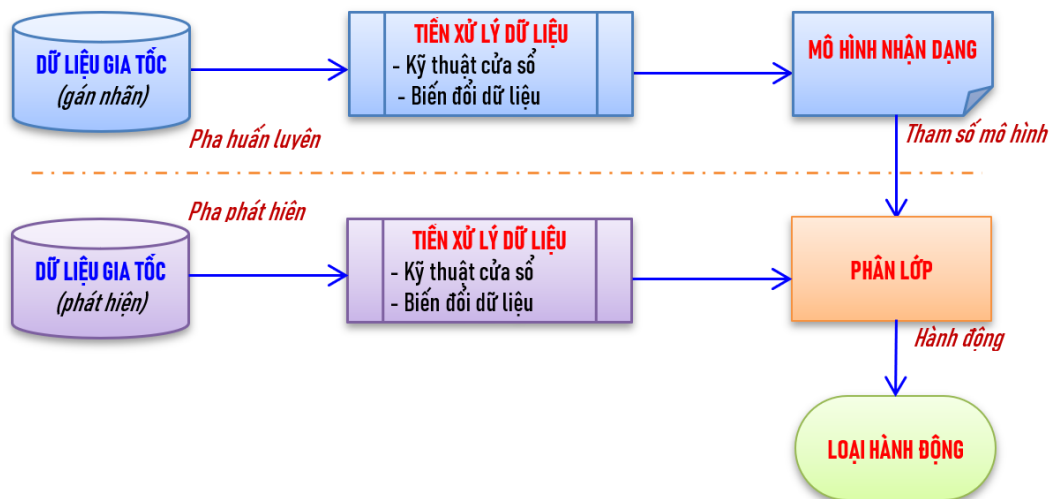 DỮ LIỆU GIA TỐC
(gán nhãn)
TIỀN XỬ LÝ DỮ LIỆU
- Kỹ thuật cửa sổ
- Biến đổi dữ liệu
MÔ HÌNH NHẬN DẠNG
Pha huấn luyên
Tham số mô hình
Pha phát hiên
DỮ LIỆU GIA TỐC
(phát hiện)
TIỀN XỬ LÝ DỮ LIỆU
- Kỹ thuật cửa sổ
- Biến đổi dữ liệu
PHÂN LỚP
Hành động
LOẠI HÀNH ĐỘNG